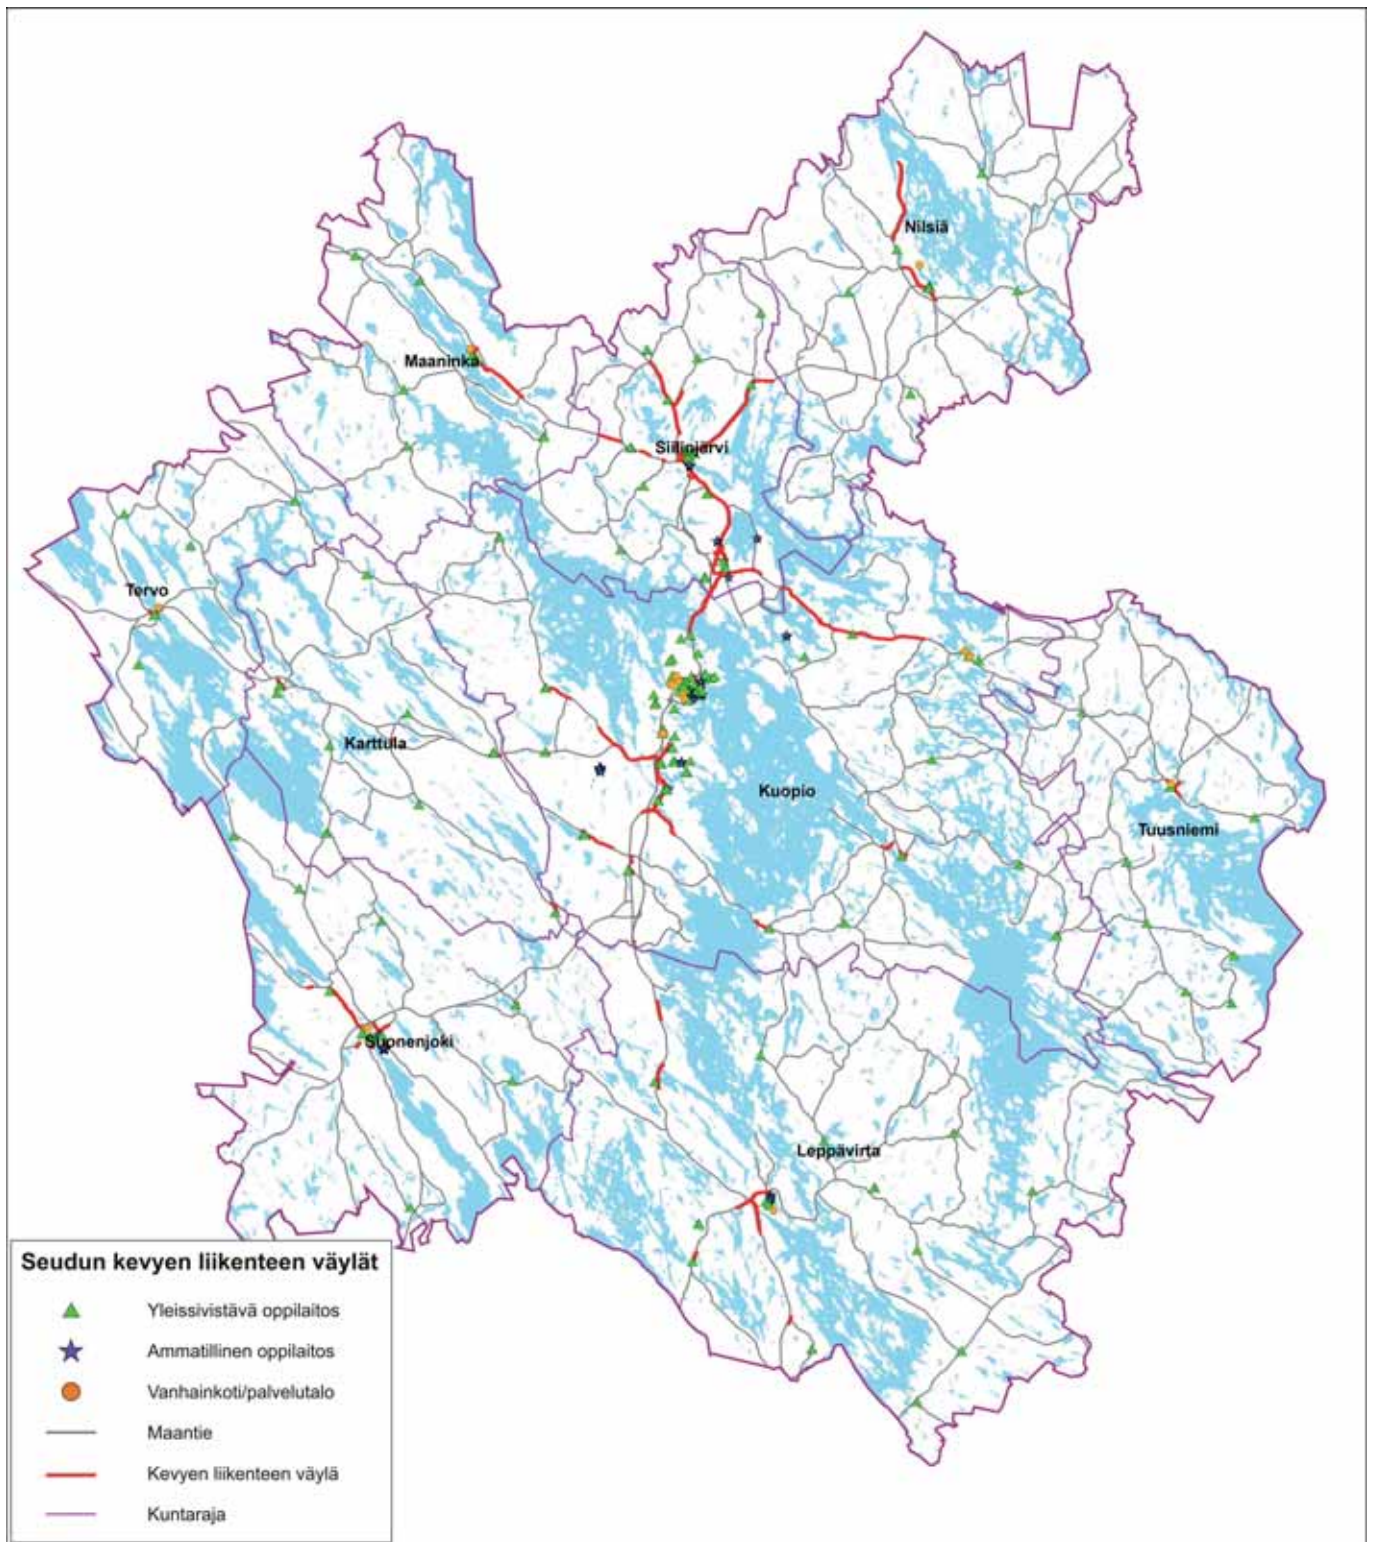 Nilsiä
Maaninka
Siilinjärvi
Tervo
Karttula
Kuopio
Tuusniemi
Suonenjoki
Leppävirta
Seudun kevyen liikenteen väylät
Yleissivistävä oppilaitos
Ammatillinen oppilaitos
Vanhainkoti/palvelutalo
Maantie
Kevyen liikenteen väylä
Kuntaraja